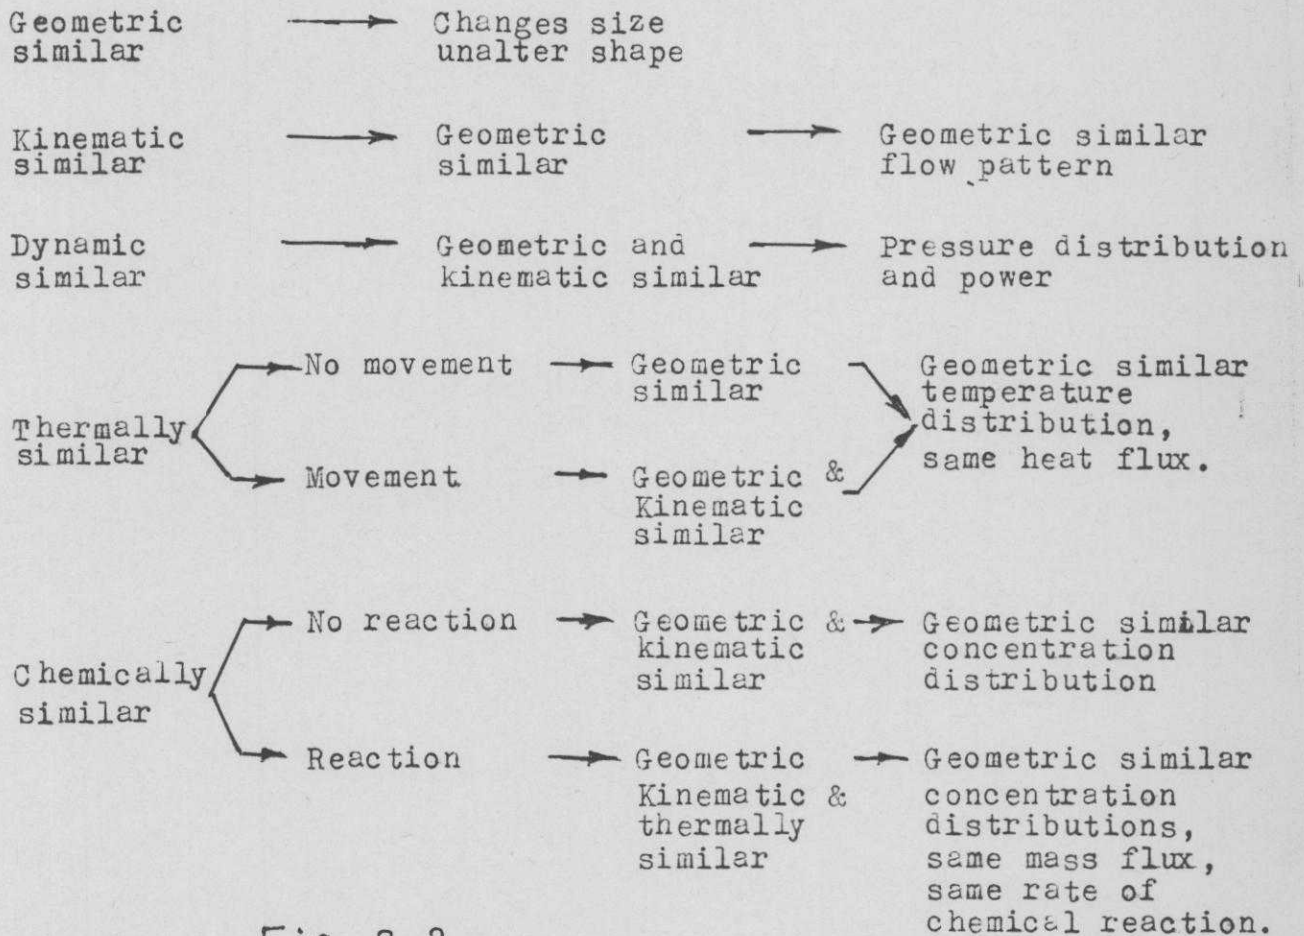 Geometric similar → Changes size
unalter shape
Kinematic similar → Geometric similar → Geometric similar
flow pattern
Dynamic similar → Geometric and kinematic similar → Pressure distribution
and power
Thermally similar
No movement → Geometric similar
Movement → Geometric & Kinematic similar
Geometric similar
temperature
distribution,
same heat flux.
Chemically similar
No reaction → Geometric & kinematic similar → Geometric similar
concentration
distribution
Reaction → Geometric Kinematic & thermally similar → Geometric similar
concentration
distributions,
same mass flux,
same rate of
chemical reaction.